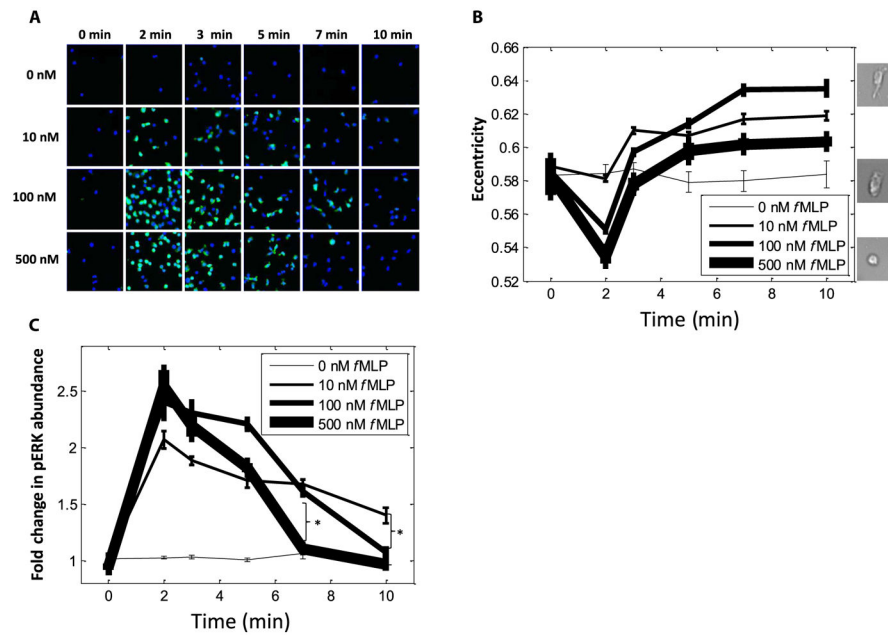 A
0 min 2 min 3 min 5 min 7 min 10 min
0 nM
10 nM
100 nM
500 nM
B
0.66
0.64
0.62
0.6
0.58
0.56
0.54
0.52
Eccentricity
0 nM fMLP
10 nM fMLP
100 nM fMLP
500 nM fMLP
0 2 4 6 8 10
Time (min)
C
2.5
2
1.5
1
Fold change in pERK abundance
0 nM fMLP
10 nM fMLP
100 nM fMLP
500 nM fMLP
*
*
0 2 4 6 8 10
Time (min)